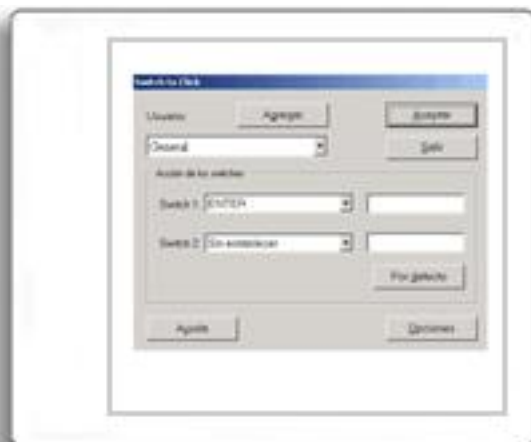 Switch to Click
Usuario: Agregar Aceptar
General Salir
Acción de los switches
Switch 1: ENTER
Switch 2: Sin establecer
Por defecto
Ayuda Opciones